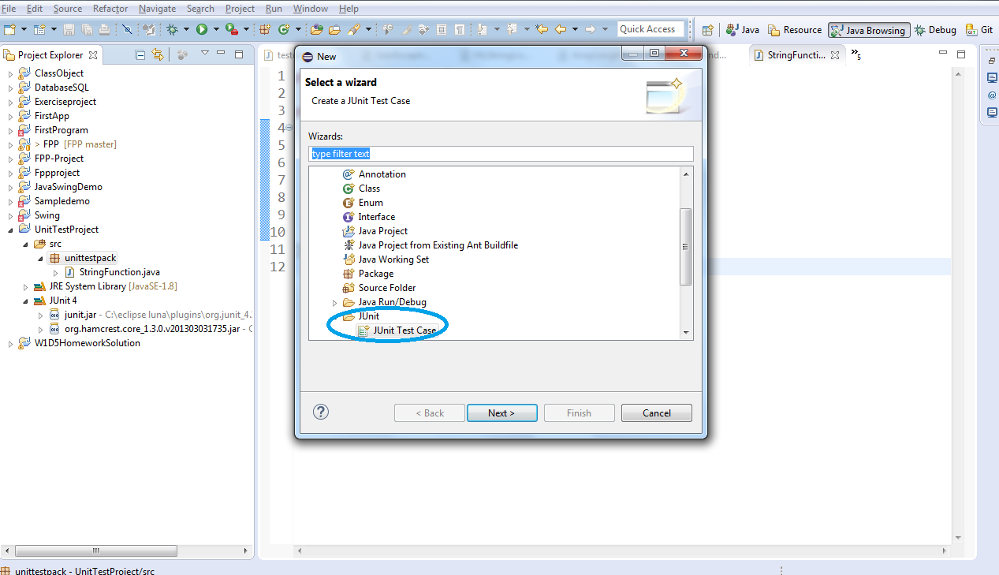 File Edit Source Refactor Navigate Search Project Run Window Help
Quick Access
Java Resource Java Browsing Debug Git
Project Explorer
ClassObject
DatabaseSQL
Exerciseproject
FirstApp
FirstProgram
> FPP [FPP master]
FPP-Project
Fppproject
JavaSwingDemo
Sampledemo
Swing
UnitTestProject
src
unittestpack
StringFunction.java
JRE System Library [JavaSE-1.8]
JUnit 4
junit.jar - C:\eclipse luna\plugins\org.junit_4.
org.hamcrest.core_1.3.0.v201303031735.jar -
W1D5HomeworkSolution
StringFuncti...
5
1
2
3
4
5
6
7
8
9
10
11
12
New
Select a wizard
Create a JUnit Test Case
Wizards:
type filter text
Annotation
Class
Enum
Interface
Java Project
Java Project from Existing Ant Buildfile
Java Working Set
Package
Source Folder
Java Run/Debug
JUnit
JUnit Test Case
< Back Next > Finish Cancel
unittestpack - UnitTestProject/src